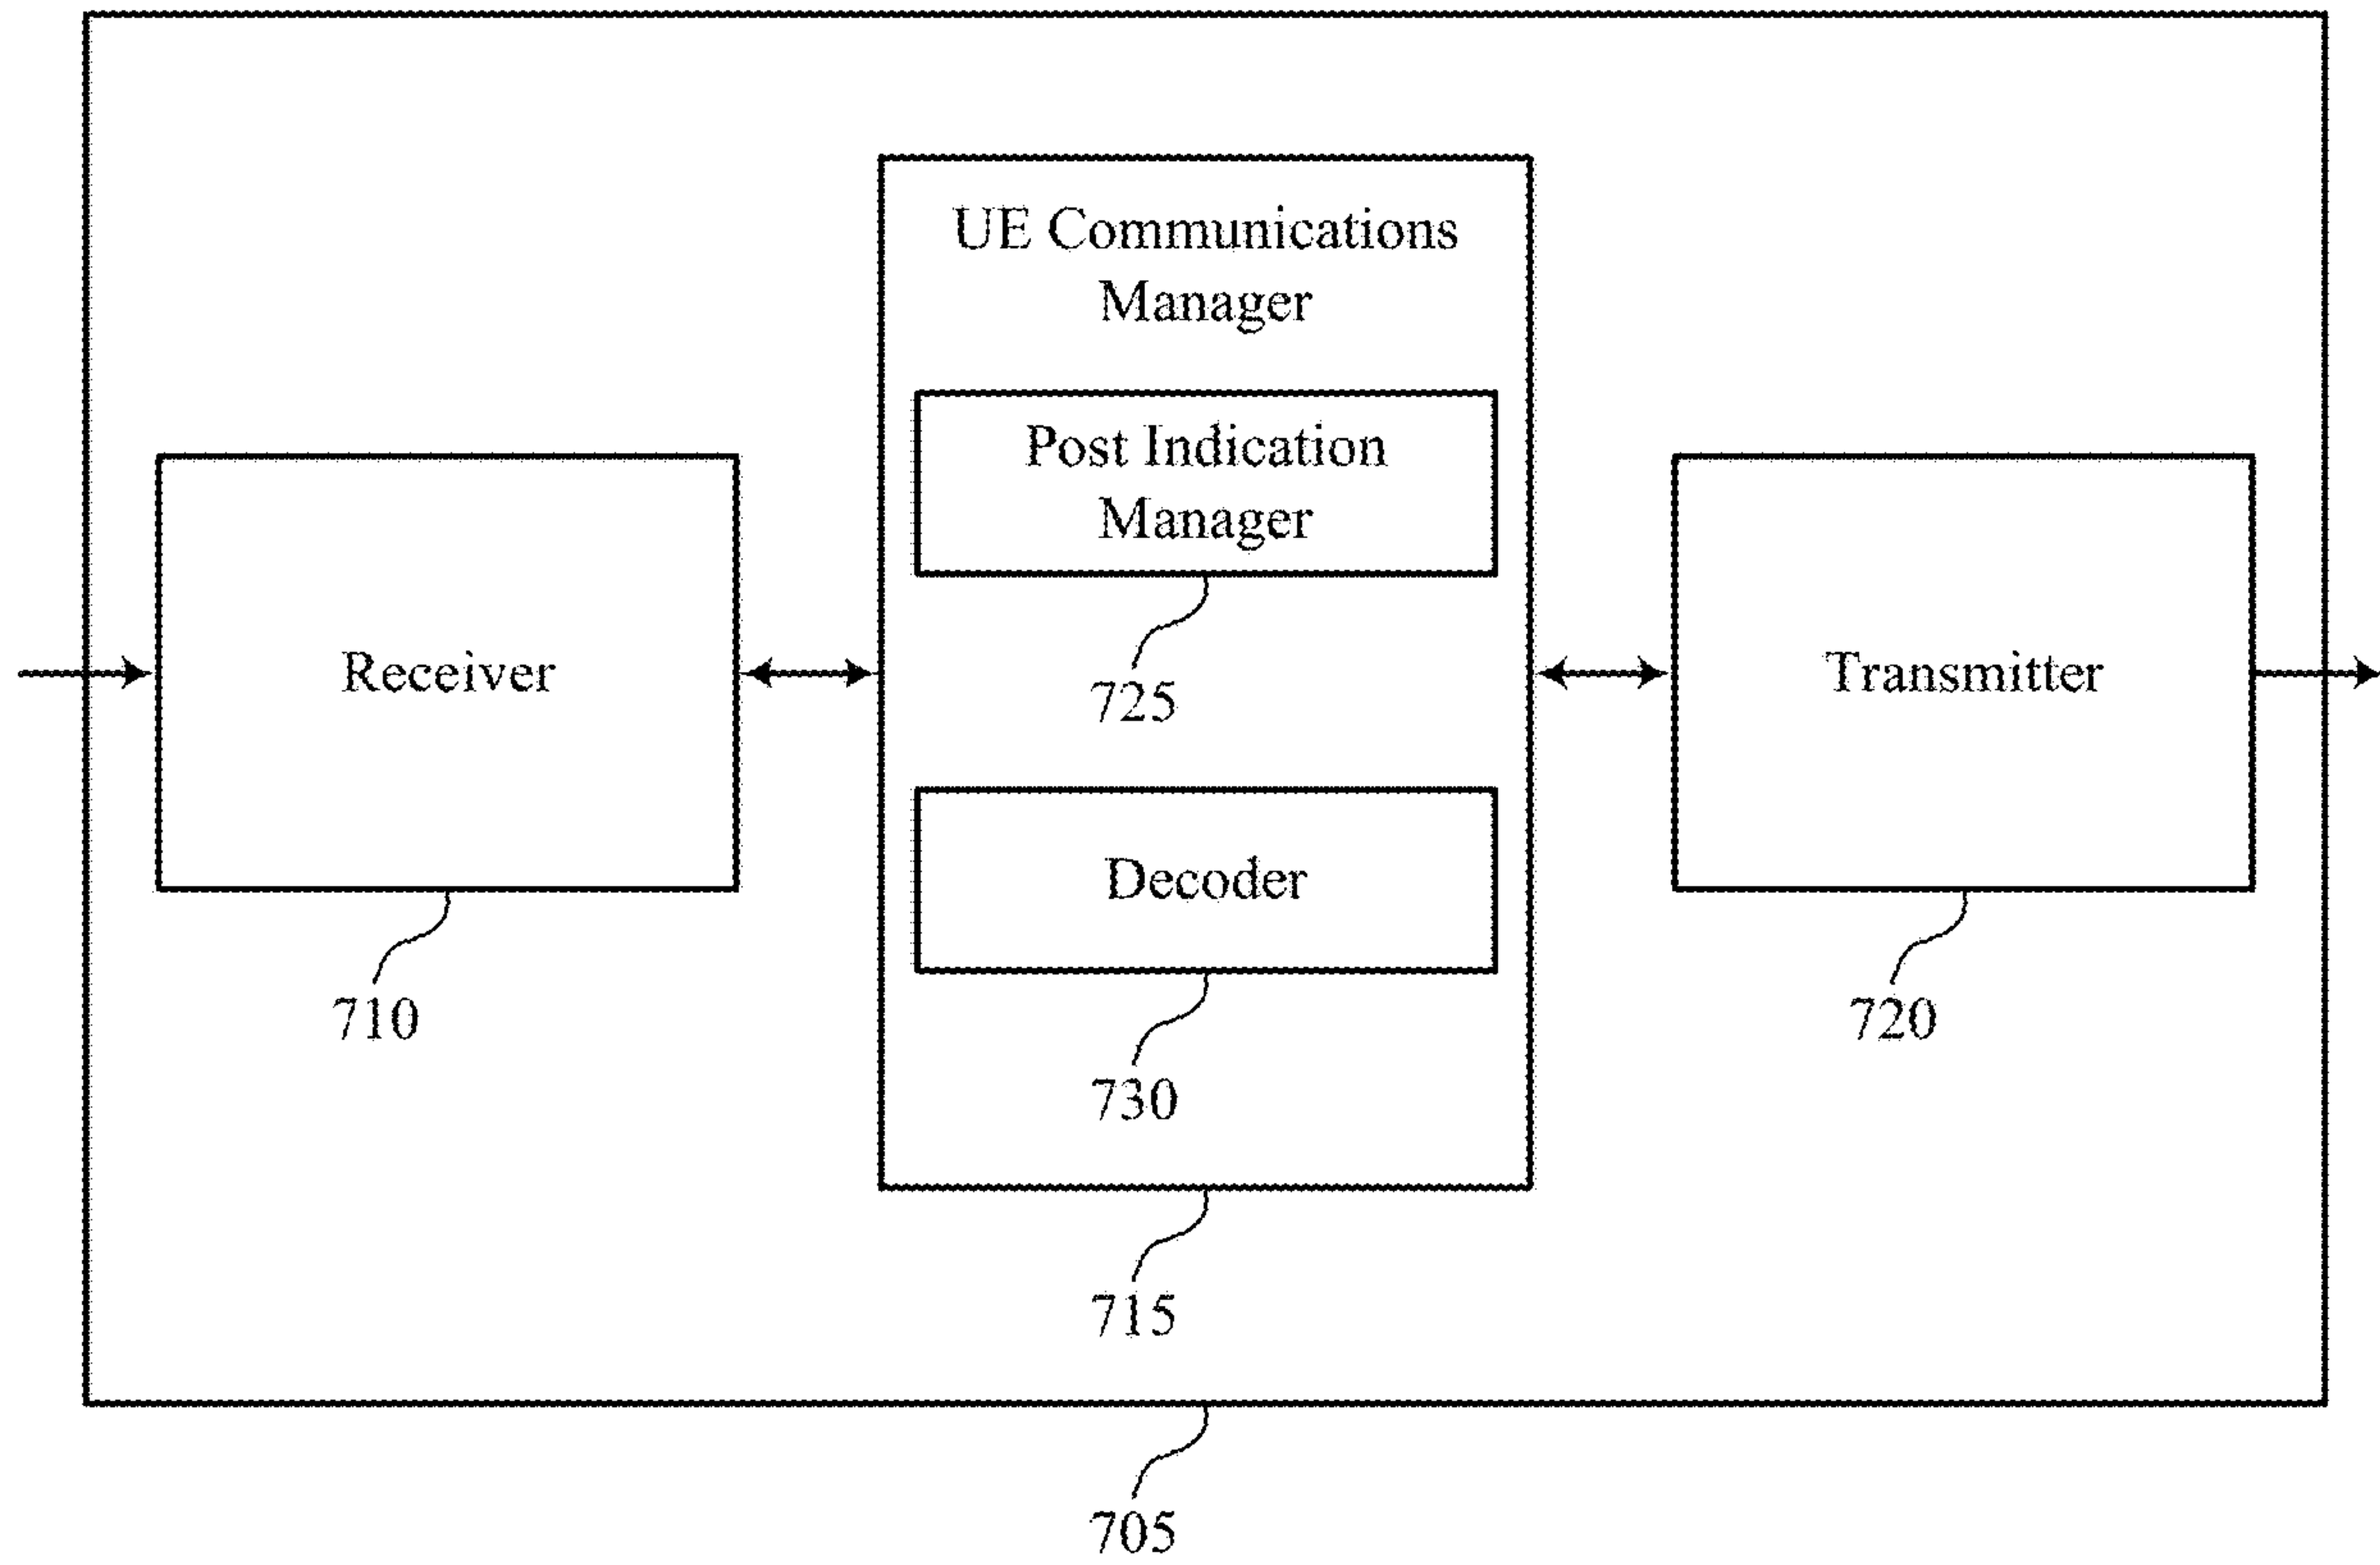 UE Communications
Manager
Post Indication
Manager
725
Receiver
Transmitter
Decoder
710
720
730
715
705